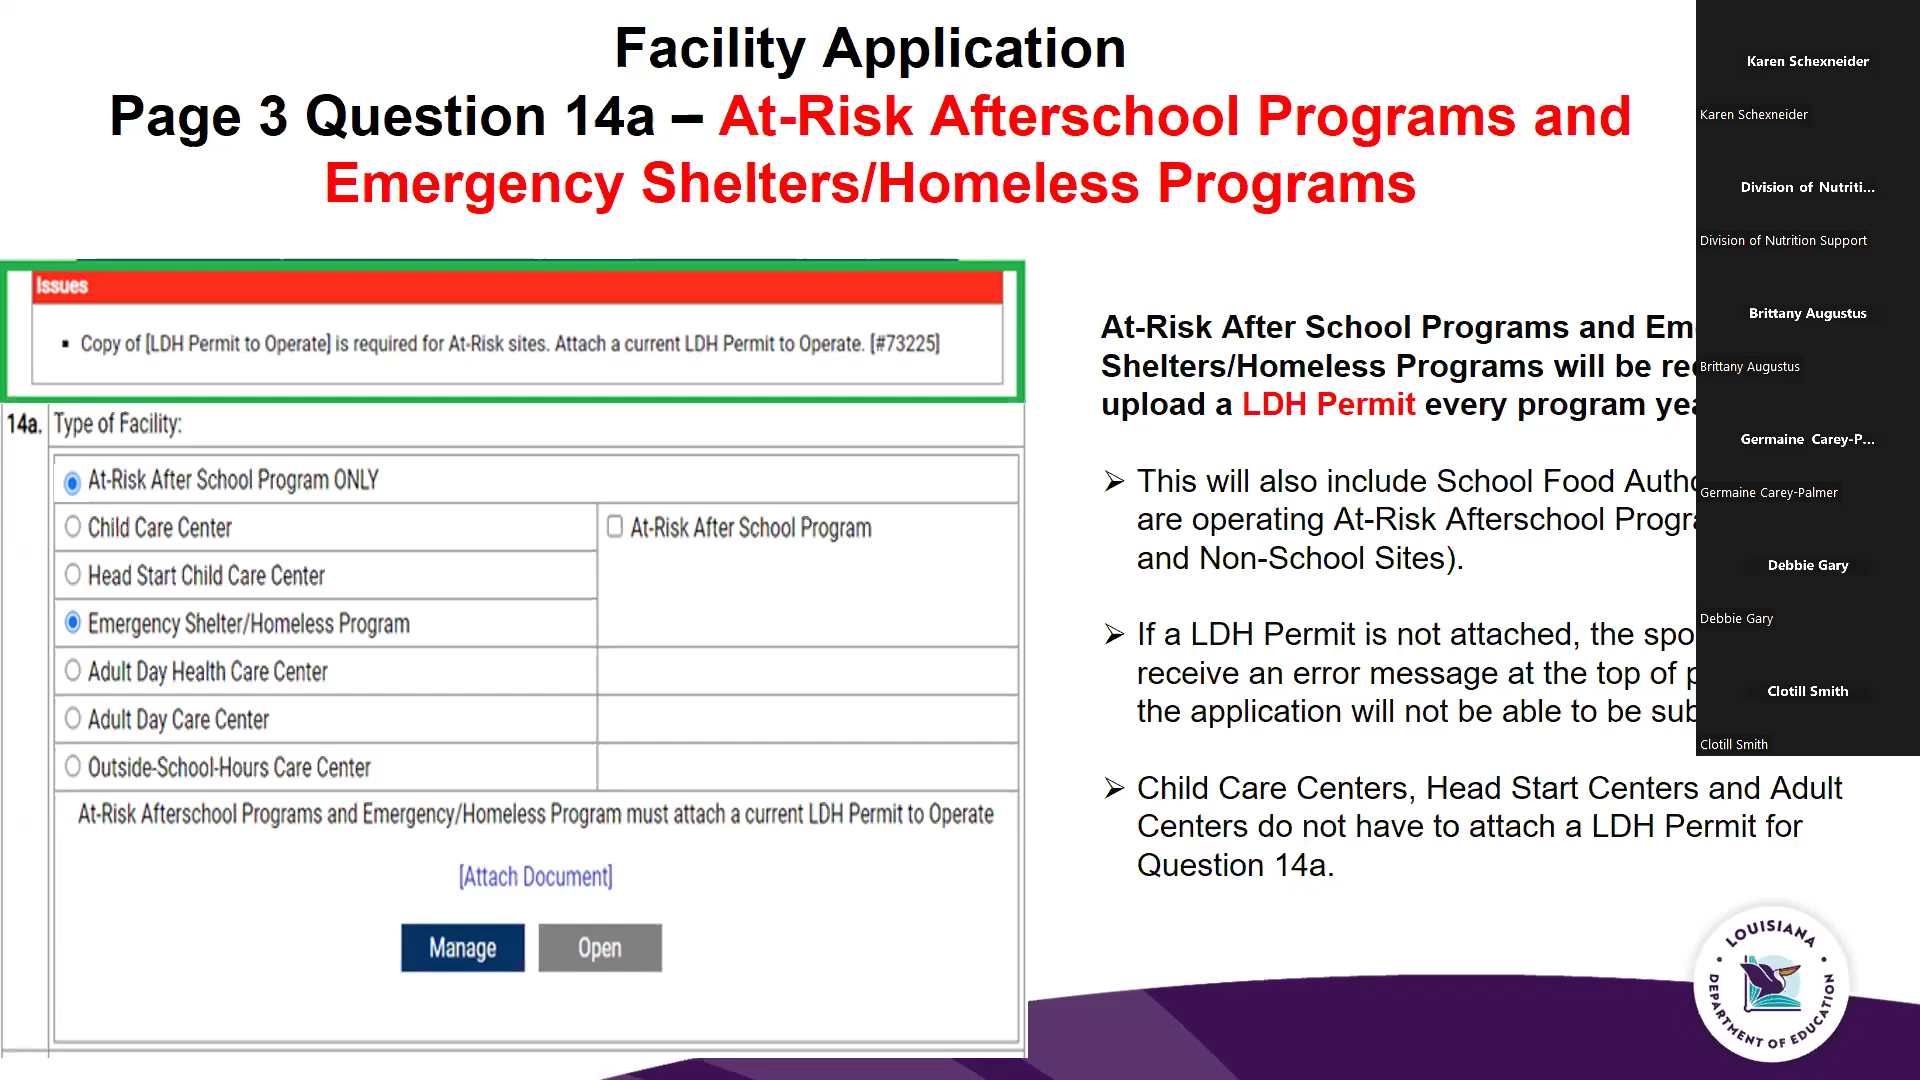 Facility Application
Page 3 Question 14a – At-Risk Afterschool Programs and
Emergency Shelters/Homeless Programs
Issues
▪ Copy of [LDH Permit to Operate] is required for At-Risk sites. Attach a current LDH Permit to Operate. [#73225]
14a. Type of Facility:
At-Risk After School Program ONLY
Child Care Center
At-Risk After School Program
Head Start Child Care Center
Emergency Shelter/Homeless Program
Adult Day Health Care Center
Adult Day Care Center
Outside-School-Hours Care Center
At-Risk Afterschool Programs and Emergency/Homeless Program must attach a current LDH Permit to Operate
[Attach Document]
Manage
Open
At-Risk After School Programs and Em
Shelters/Homeless Programs will be re
upload a LDH Permit every program yea
➢ This will also include School Food Autho
are operating At-Risk Afterschool Progra
and Non-School Sites).
➢ If a LDH Permit is not attached, the spo
receive an error message at the top of p
the application will not be able to be sub
➢ Child Care Centers, Head Start Centers and Adult
Centers do not have to attach a LDH Permit for
Question 14a.
Karen Schexneider
Karen Schexneider
Division of Nutriti...
Division of Nutrition Support
Brittany Augustus
Brittany Augustus
Germaine Carey-P...
Germaine Carey-Palmer
Debbie Gary
Debbie Gary
Clotill Smith
Clotill Smith
LOUISIANA
DEPARTMENT OF EDUCATION